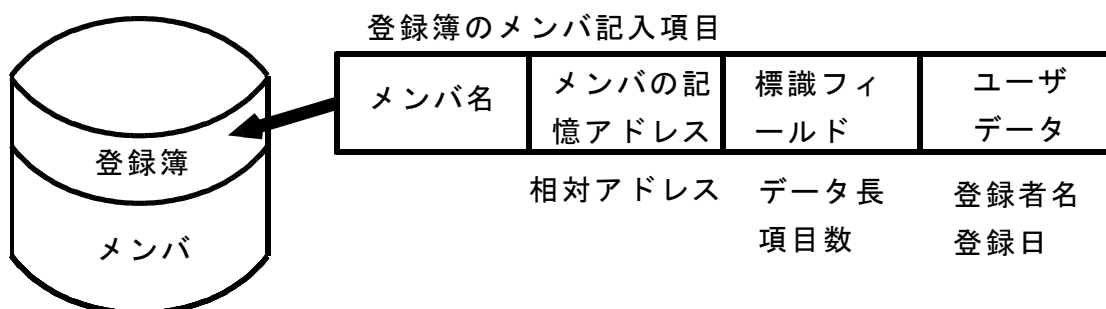 登録簿のメンバ記入項目
メンバ名
メンバの記
憶アドレス
標識フィ
ールド
ユーザ
データ
登録簿
メンバ
相対アドレス
データ長
項目数
登録者名
登録日